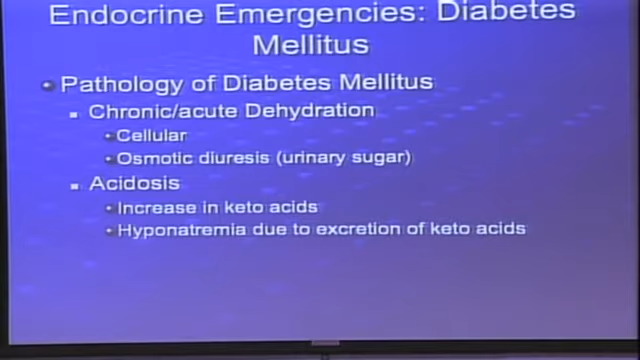 Endocrine Emergencies: Diabetes
Mellitus
Pathology of Diabetes Mellitus
Chronic/acute Dehydration
Cellular
Osmotic diuresis (urinary sugar)
Acidosis
Increase in keto acids
Hyponatremia due to excretion of keto acids